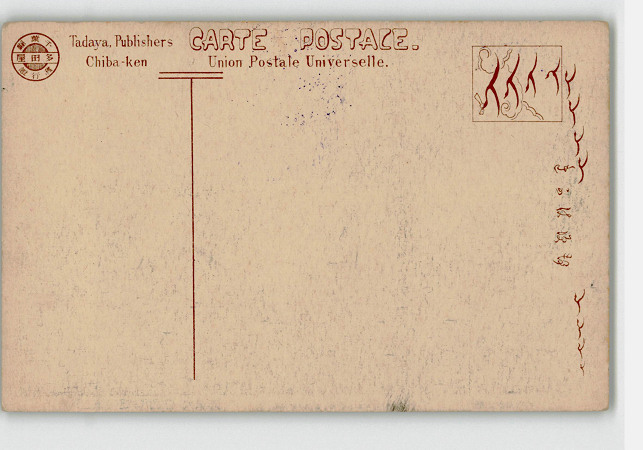 Tadaya, Publishers
Chiba-ken
CARTE POSTALE.
Union Postale Universelle.